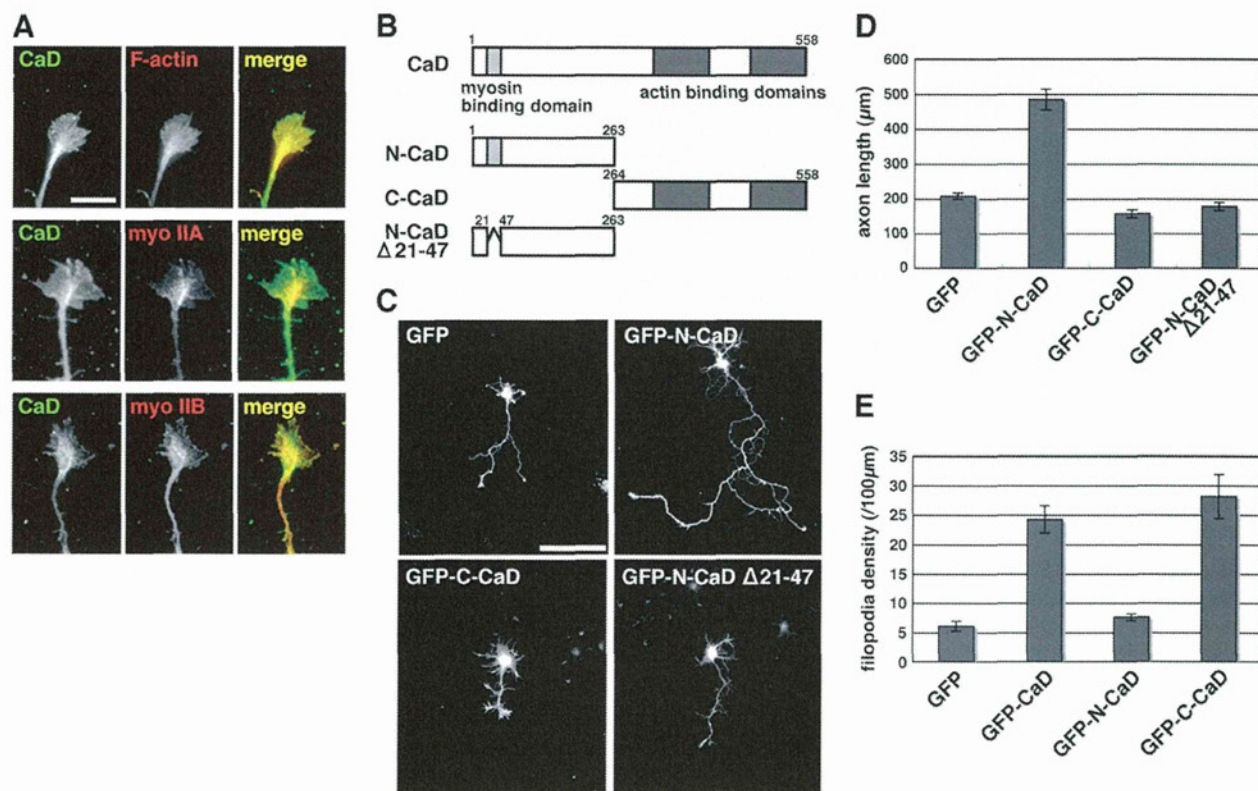 A
CaD F-actin merge
CaD myo IIA merge
CaD myo IIB merge
B
1 558
CaD
myosin binding domain
actin binding domains
1 263
N-CaD
264 558
C-CaD
21 47 263
N-CaD Δ21-47
C
GFP GFP-N-CaD
GFP-C-CaD GFP-N-CaD Δ21-47
D
axon length (µm)
600
500
400
300
200
100
0
GFP
GFP-N-CaD
GFP-C-CaD
GFP-N-CaD Δ21-47
E
filopodia density (/100µm)
35
30
25
20
15
10
5
0
GFP
GFP-CaD
GFP-N-CaD
GFP-C-CaD